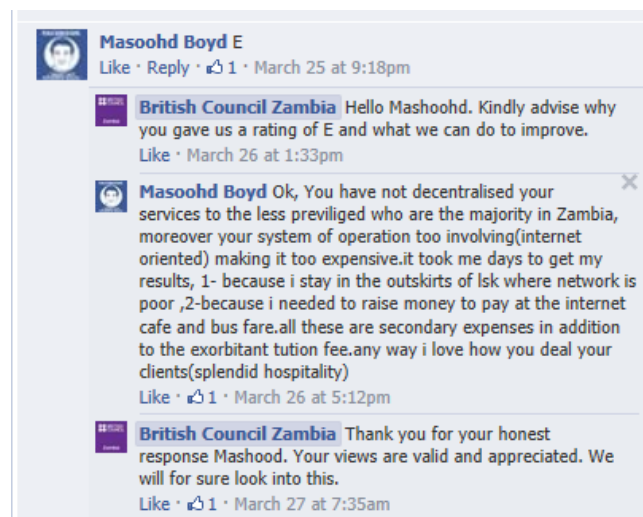 Masoohd Boyd E
Like · Reply · 1 · March 25 at 9:18pm
British Council Zambia Hello Mashoohd. Kindly advise why
you gave us a rating of E and what we can do to improve.
Like · March 26 at 1:33pm
Masoohd Boyd Ok, You have not decentralised your
services to the less previliged who are the majority in Zambia,
moreover your system of operation too involving(internet
oriented) making it too expensive.it took me days to get my
results, 1- because i stay in the outskirts of lsk where network is
poor ,2-because i needed to raise money to pay at the internet
cafe and bus fare.all these are secondary expenses in addition
to the exorbitant tution fee.any way i love how you deal your
clients(splendid hospitality)
Like · 1 · March 26 at 5:12pm
British Council Zambia Thank you for your honest
response Mashood. Your views are valid and appreciated. We
will for sure look into this.
Like · 1 · March 27 at 7:35am